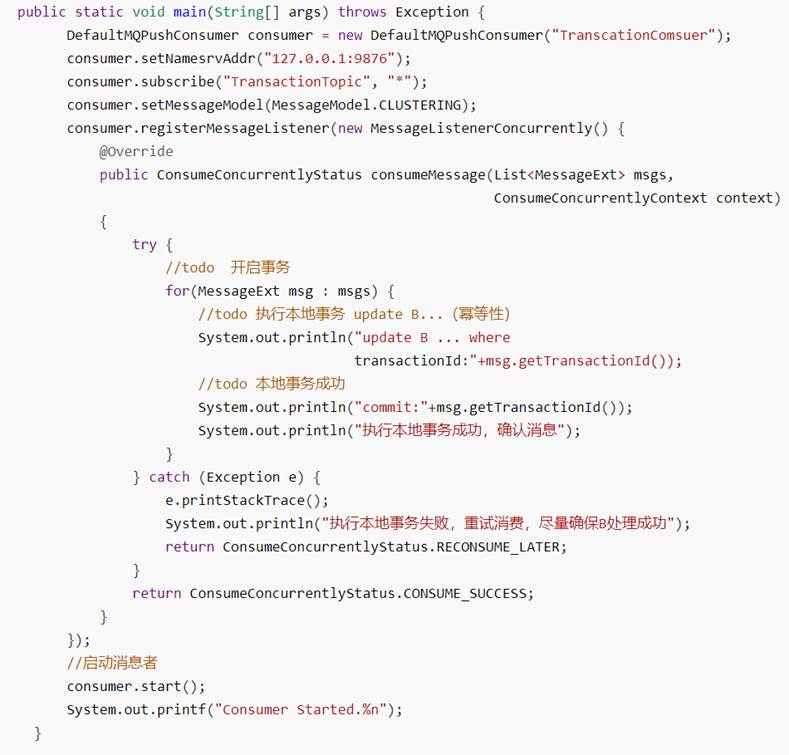 public static void main(String[] args) throws Exception {
DefaultMQPushConsumer consumer = new DefaultMQPushConsumer("TranscationComsuer");
consumer.setNamesrvAddr("127.0.0.1:9876");
consumer.subscribe("TransactionTopic", "*");
consumer.setMessageModel(MessageModel.CLUSTERING);
consumer.registerMessageListener(new MessageListenerConcurrently() {
@Override
public ConsumeConcurrentlyStatus consumeMessage(List<MessageExt> msgs,
ConsumeConcurrentlyContext context)
{
try {
//todo 开启事务
for(MessageExt msg : msgs) {
//todo 执行本地事务 update B...（幂等性）
System.out.println("update B ... where
transactionId:"+msg.getTransactionId());
//todo 本地事务成功
System.out.println("commit:"+msg.getTransactionId());
System.out.println("执行本地事务成功，确认消息");
}
} catch (Exception e) {
e.printStackTrace();
System.out.println("执行本地事务失败，重试消费，尽量确保B处理成功");
return ConsumeConcurrentlyStatus.RECONSUME_LATER;
}
return ConsumeConcurrentlyStatus.CONSUME_SUCCESS;
}
});
//启动消息者
consumer.start();
System.out.printf("Consumer Started.%n");
}